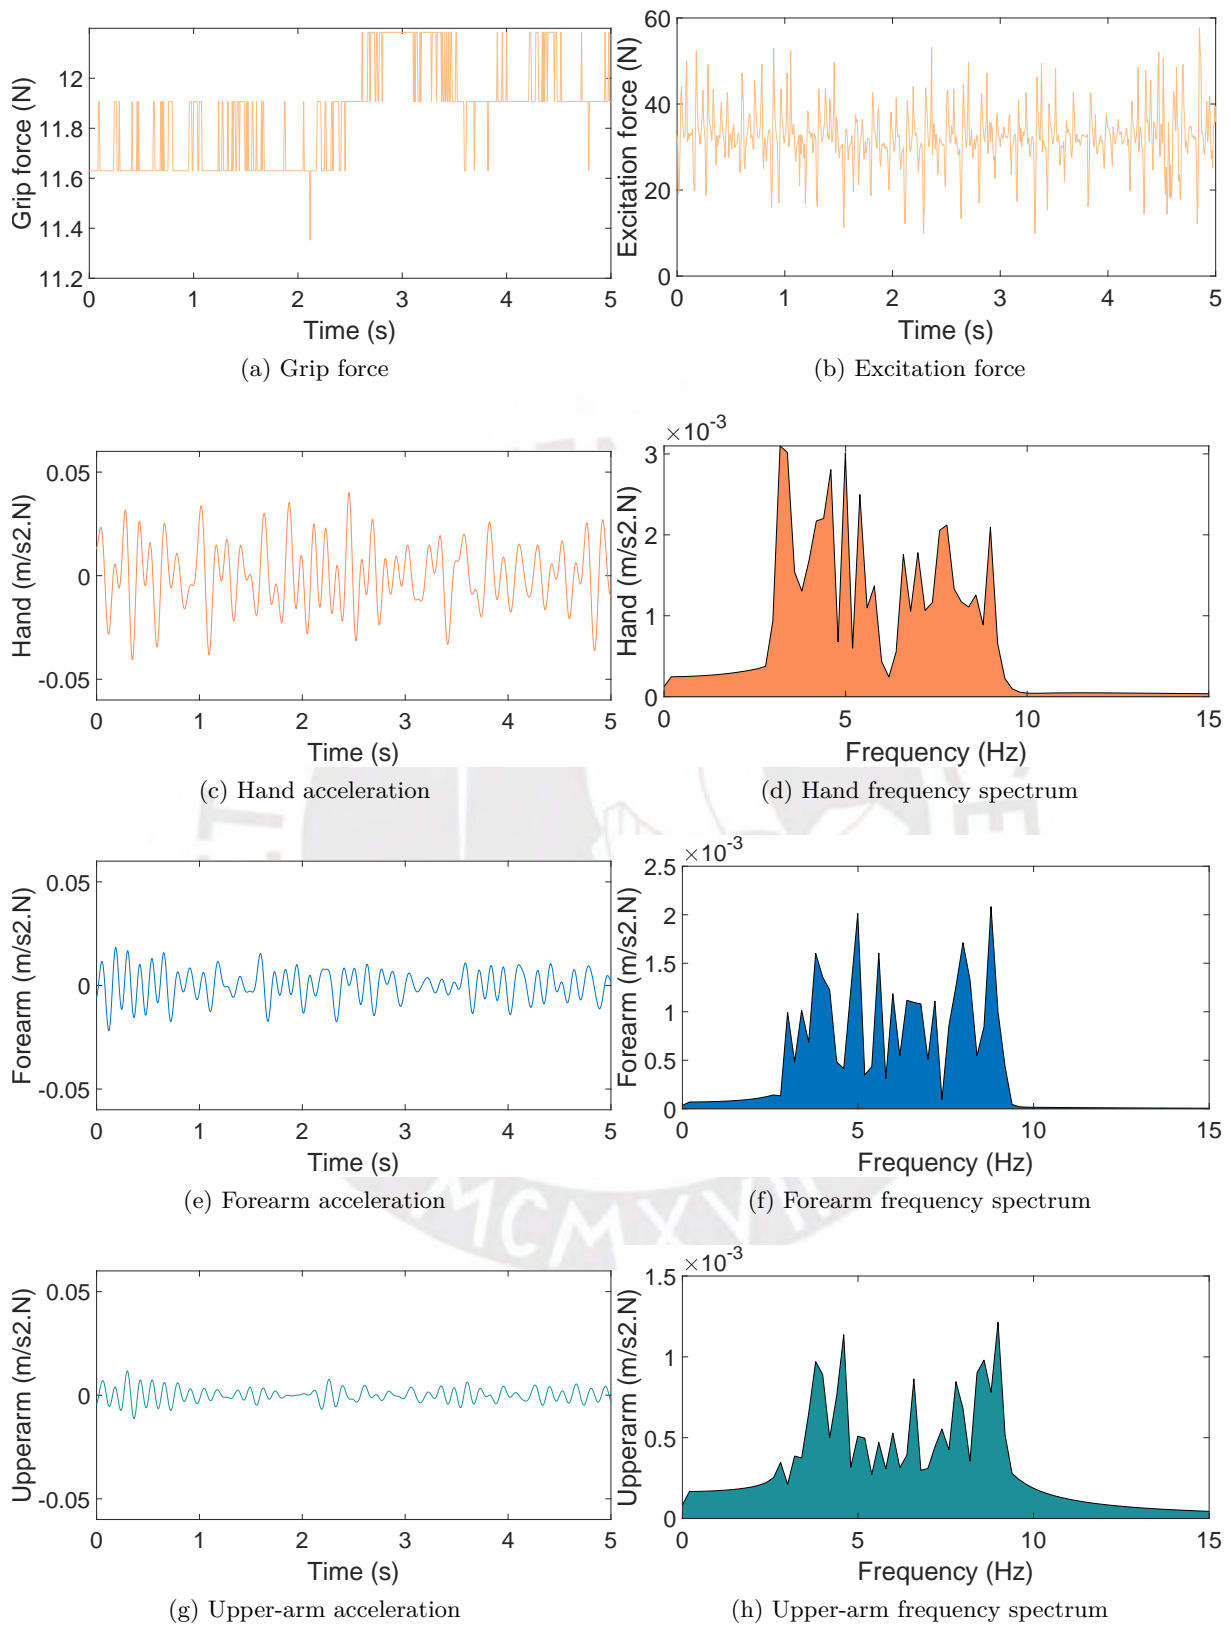 12
11.8
11.6
11.4
11.2
Grip force (N)
0 1 2 3 4 5
Time (s)
(a) Grip force
60
40
20
0
Excitation force (N)
0 1 2 3 4 5
Time (s)
(b) Excitation force
0.05
0
-0.05
Hand (m/s2.N)
0 1 2 3 4 5
Time (s)
(c) Hand acceleration
×10-3
3
2
1
0
Hand (m/s2.N)
0 5 10 15
Frequency (Hz)
(d) Hand frequency spectrum
0.05
0
-0.05
Forearm (m/s2.N)
0 1 2 3 4 5
Time (s)
(e) Forearm acceleration
×10-3
2.5
2
1.5
1
0.5
0
Forearm (m/s2.N)
0 5 10 15
Frequency (Hz)
(f) Forearm frequency spectrum
MCMXVII
0.05
0
-0.05
Upperarm (m/s2.N)
0 1 2 3 4 5
Time (s)
(g) Upper-arm acceleration
×10-3
1.5
1
0.5
0
Upperarm (m/s2.N)
0 5 10 15
Frequency (Hz)
(h) Upper-arm frequency spectrum